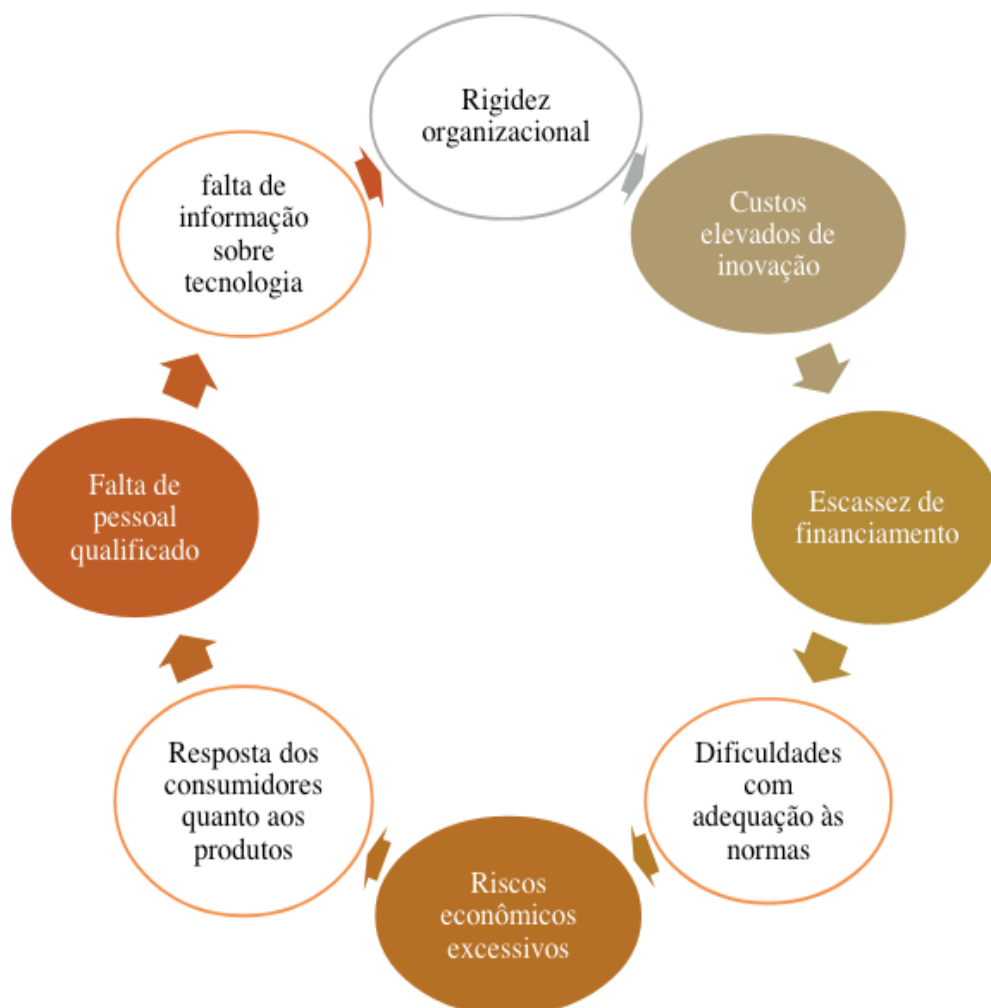 Rigidez
organizacional
Custos
elevados de
inovação
Escassez de
financiamento
Dificuldades
com
adequação às
normas
Riscos
econômicos
excessivos
Resposta dos
consumidores
quanto aos
produtos
Falta de
pessoal
qualificado
falta de
informação
sobre
tecnologia